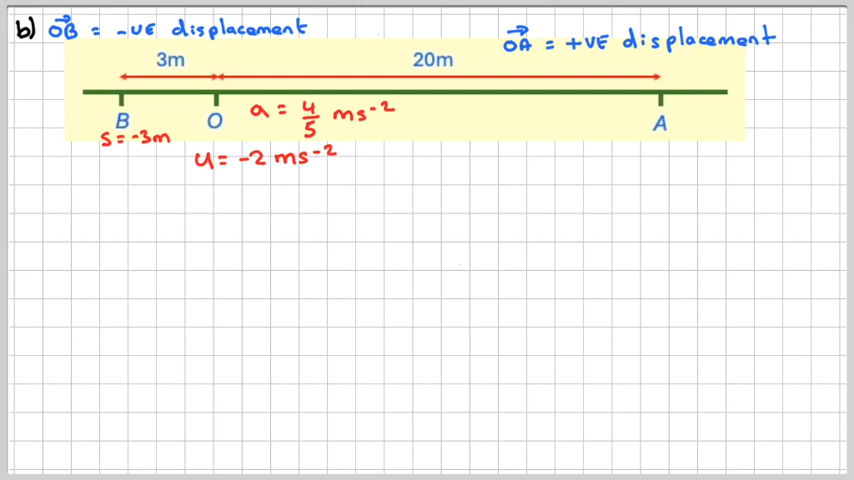 b) OB = -VE displacement
OA = +VE displacement
3m 20m
B O A
a = 4/5 ms-2
s = -3m
u = -2 ms-2